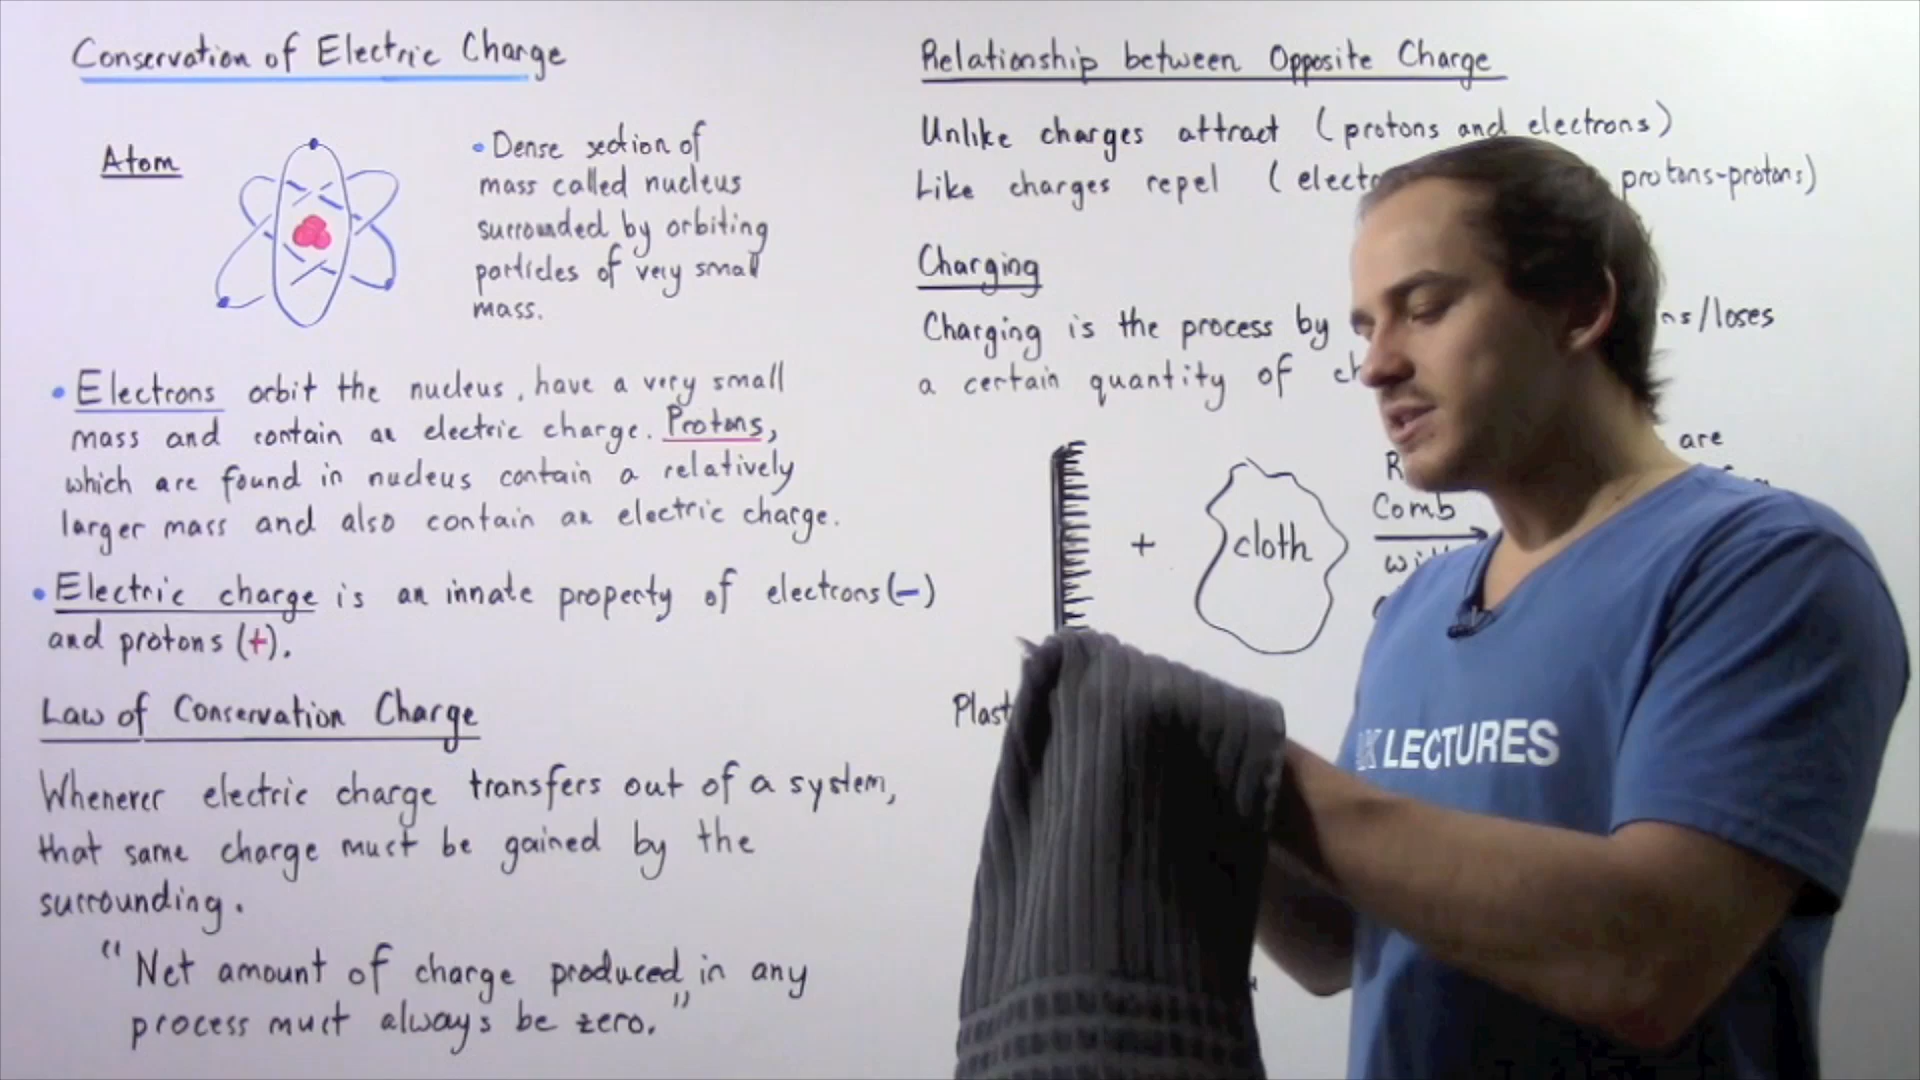 Conservation of Electric Charge
Atom
• Dense section of
mass called nucleus
surrounded by orbiting
particles of very small
mass.
• Electrons orbit the nucleus, have a very small
mass and contain an electric charge. Protons,
which are found in nucleus contain a relatively
larger mass and also contain an electric charge.
• Electric charge is an innate property of electrons (-)
and protons (+).
Law of Conservation Charge
Whenever electric charge transfers out of a system,
that same charge must be gained by the
surrounding.
"Net amount of charge produced in any
process must always be zero."
Relationship between Opposite Charge
Unlike charges attract (protons and electrons)
Like charges repel ( protons-protons)
Charging
Charging is the process by /loses
a certain quantity of
are
Comb
+
cloth
LECTURES